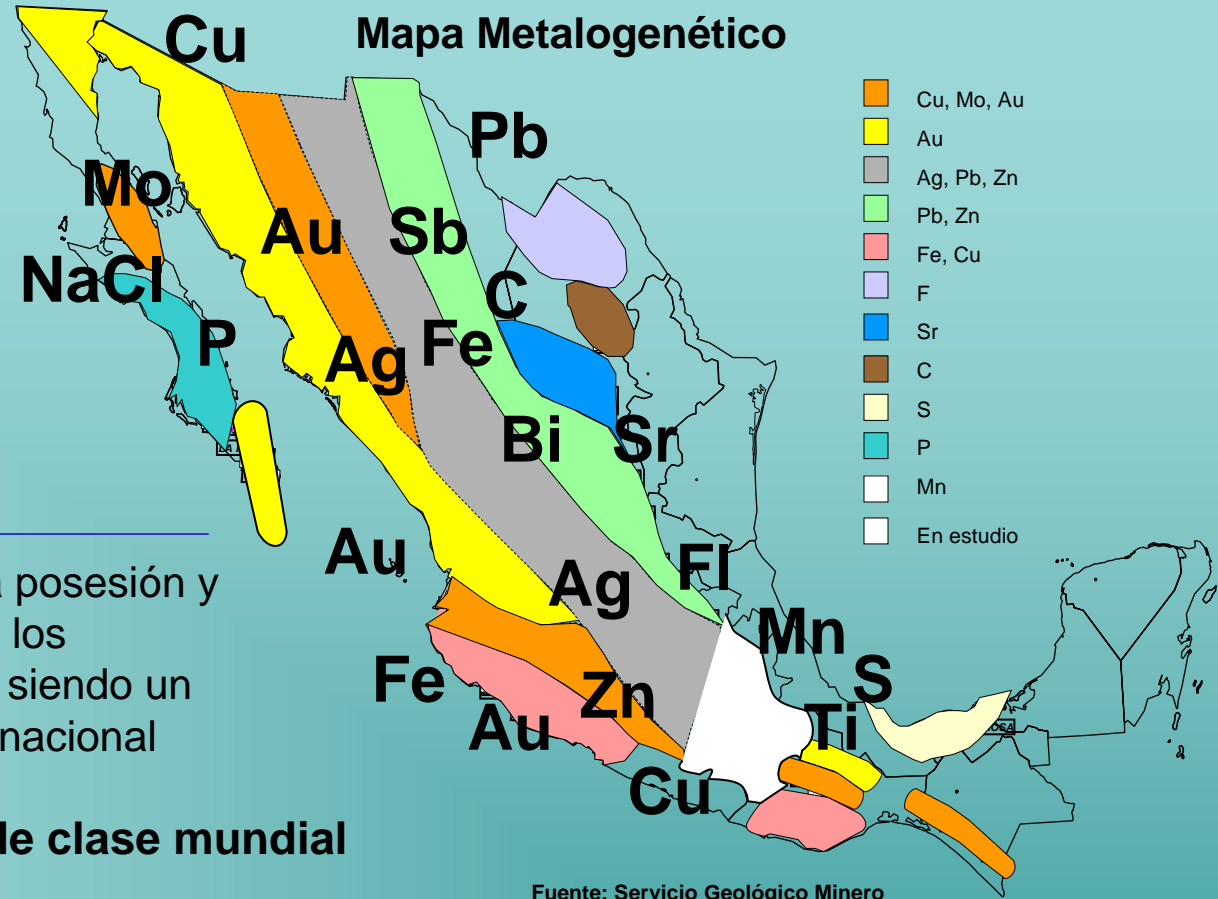 Mapa Metalogenético
Cu
Pb
Mo
Au
Sb
NaCl
C
P
Ag
Fe
Bi
Sr
Au
Ag
Fl
Mn
Fe
Zn
S
Au
Ti
Cu
Cu, Mo, Au
Au
Ag, Pb, Zn
Pb, Zn
Fe, Cu
F
Sr
C
S
P
Mn
En estudio
posesión y
los
siendo un
nacional
de clase mundial
Fuente: Servicio Geológico Minero